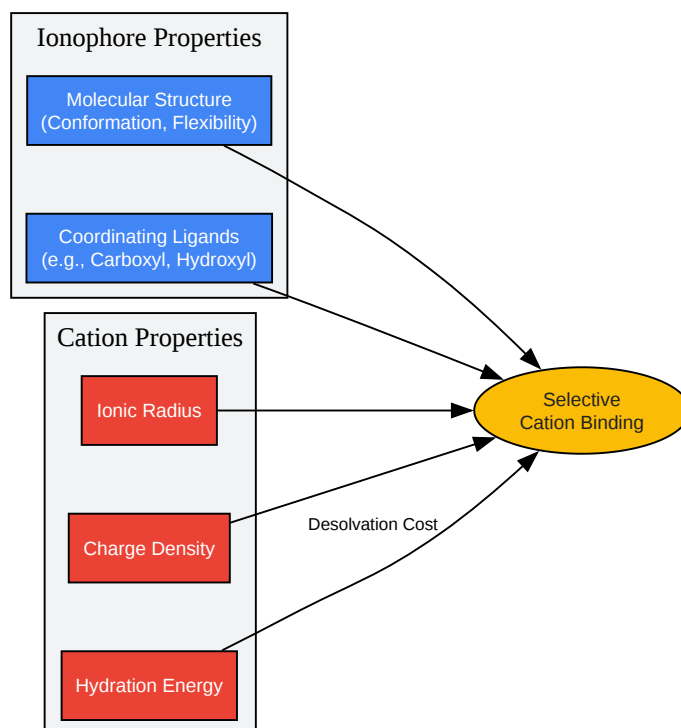 Ionophore Properties
Molecular Structure
(Conformation, Flexibility)
Coordinating Ligands
(e.g., Carboxyl, Hydroxyl)
Cation Properties
Ionic Radius
Selective
Cation Binding
Charge Density
Desolvation Cost
Hydration Energy